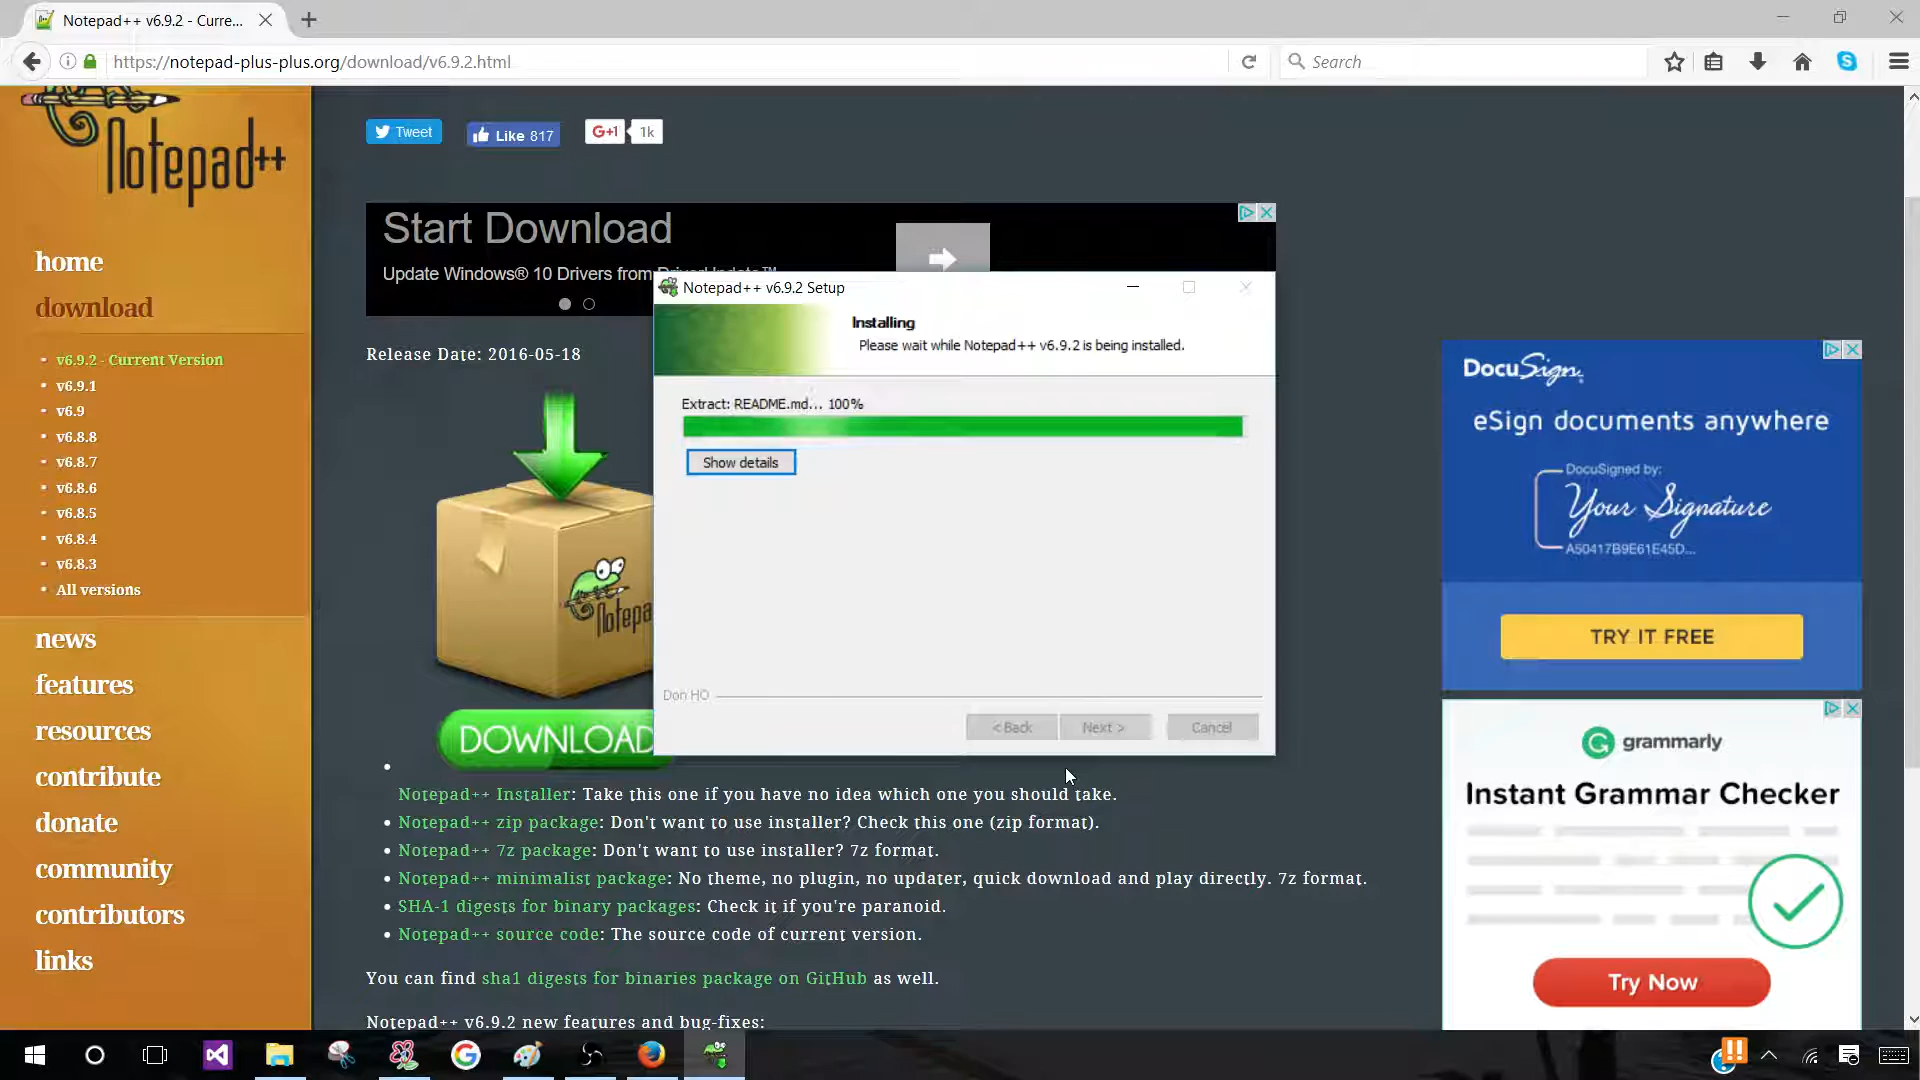 Notepad++ v6.9.2 - Curre...
https://notepad-plus-plus.org/download/v6.9.2.html
Search
Notepad++
home
download
v6.9.2 - Current Version
v6.9.1
v6.9
v6.8.8
v6.8.7
v6.8.6
v6.8.5
v6.8.4
v6.8.3
All versions
news
features
resources
contribute
donate
community
contributors
links
Tweet
Like 817
G+1
1k
Start Download
Update Windows® 10 Drivers from DriverUpdate™
Release Date: 2016-05-18
Notepa
DOWNLOAD
Notepad++ v6.9.2 Setup
Installing
Please wait while Notepad++ v6.9.2 is being installed.
Extract: README.md... 100%
Show details
Don HO
< Back
Next >
Cancel
Notepad++ Installer: Take this one if you have no idea which one you should take.
Notepad++ zip package: Don't want to use installer? Check this one (zip format).
Notepad++ 7z package: Don't want to use installer? 7z format.
Notepad++ minimalist package: No theme, no plugin, no updater, quick download and play directly. 7z format.
SHA-1 digests for binary packages: Check it if you're paranoid.
Notepad++ source code: The source code of current version.
You can find sha1 digests for binaries package on GitHub as well.
Notepad++ v6.9.2 new features and bug-fixes:
DocuSign
eSign documents anywhere
DocuSigned by:
Your Signature
A50417B9E61E45D...
TRY IT FREE
grammarly
Instant Grammar Checker
Try Now